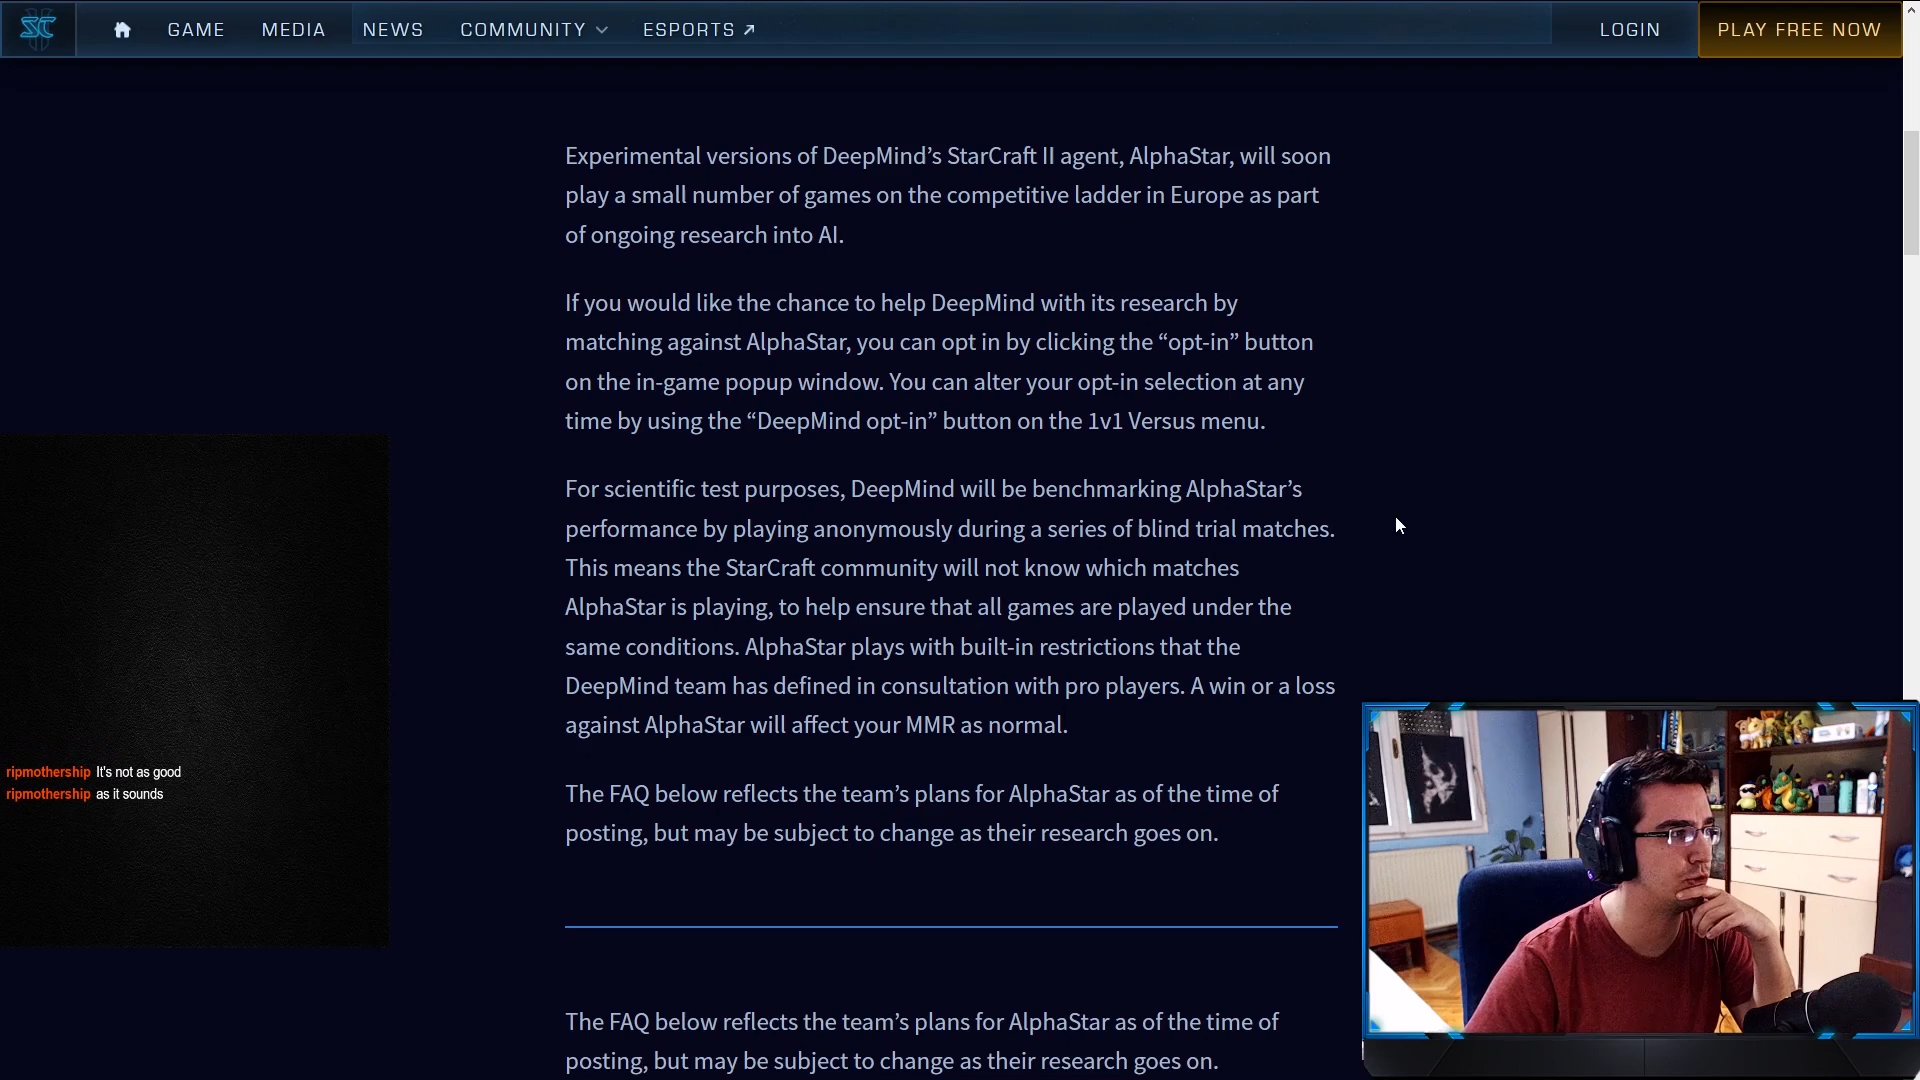 SC
GAME
MEDIA
NEWS
COMMUNITY
ESPORTS
LOGIN
PLAY FREE NOW
Experimental versions of DeepMind’s StarCraft II agent, AlphaStar, will soon
play a small number of games on the competitive ladder in Europe as part
of ongoing research into AI.
If you would like the chance to help DeepMind with its research by
matching against AlphaStar, you can opt in by clicking the “opt-in” button
on the in-game popup window. You can alter your opt-in selection at any
time by using the “DeepMind opt-in” button on the 1v1 Versus menu.
For scientific test purposes, DeepMind will be benchmarking AlphaStar’s
performance by playing anonymously during a series of blind trial matches.
This means the StarCraft community will not know which matches
AlphaStar is playing, to help ensure that all games are played under the
same conditions. AlphaStar plays with built-in restrictions that the
DeepMind team has defined in consultation with pro players. A win or a loss
against AlphaStar will affect your MMR as normal.
The FAQ below reflects the team’s plans for AlphaStar as of the time of
posting, but may be subject to change as their research goes on.
The FAQ below reflects the team’s plans for AlphaStar as of the time of
posting, but may be subject to change as their research goes on.
ripmothership It's not as good
ripmothership as it sounds